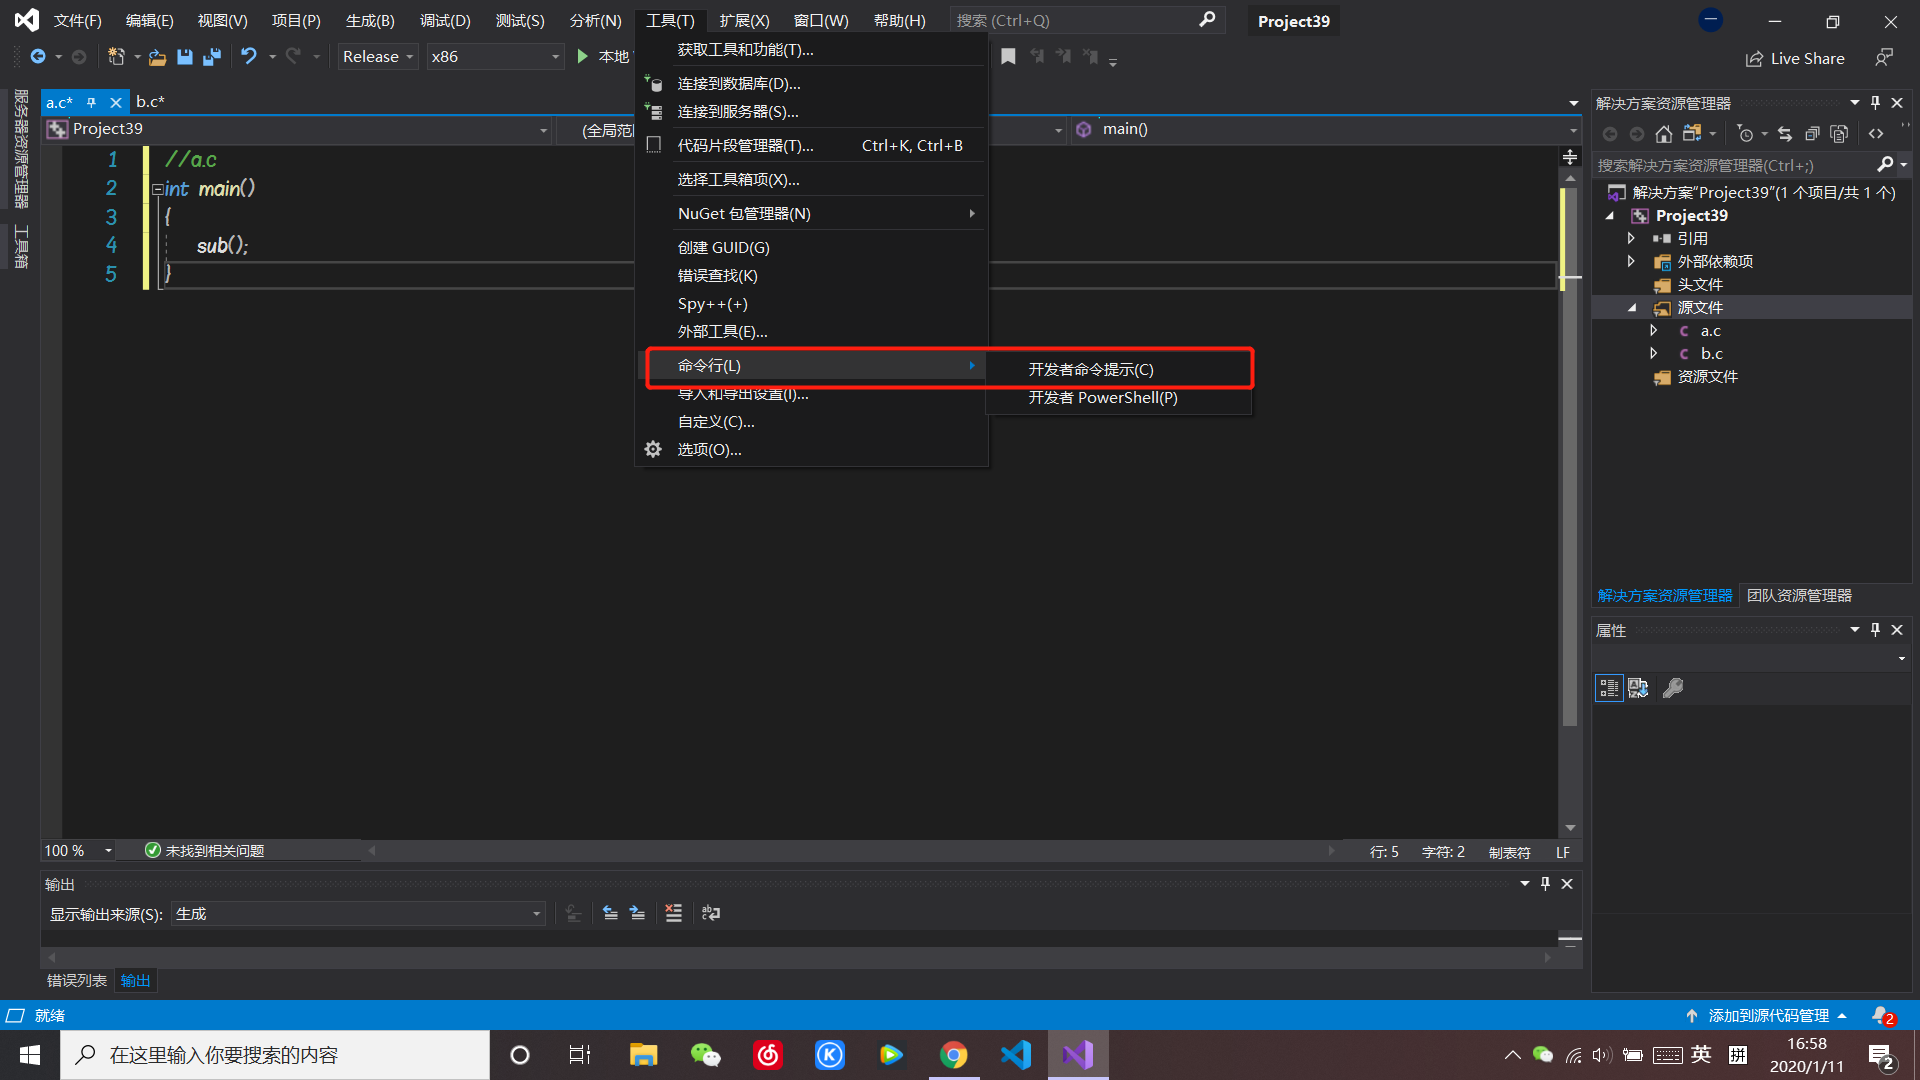 文件(F) 编辑(E) 视图(V) 项目(P) 生成(B) 调试(D) 测试(S) 分析(N) 工具(T) 扩展(X) 窗口(W) 帮助(H) 搜索 (Ctrl+Q) Project39
Release x86 本地 Live Share
获取工具和功能(T)...
连接到数据库(D)...
连接到服务器(S)...
代码片段管理器(T)... Ctrl+K, Ctrl+B
选择工具箱项(X)...
NuGet 包管理器(N)
创建 GUID(G)
错误查找(K)
Spy++(+)
外部工具(E)...
命令行(L)
开发者命令提示(C)
开发者 PowerShell(P)
导入和导出设置(I)...
自定义(C)...
选项(O)...
服务器资源管理器
工具箱
a.c* b.c*
Project39 (全局范 main()
1 //a.c
2 int main()
3 {
4 sub();
5 }
100 % 未找到相关问题 行: 5 字符: 2 制表符 LF
输出
显示输出来源(S): 生成
错误列表 输出
解决方案资源管理器
搜索解决方案资源管理器(Ctrl+;)
解决方案"Project39"(1 个项目/共 1 个)
Project39
引用
外部依赖项
头文件
源文件
a.c
b.c
资源文件
解决方案资源管理器 团队资源管理器
属性
就绪 添加到源代码管理 2
在这里输入你要搜索的内容
英 拼 16:58
2020/1/11 2